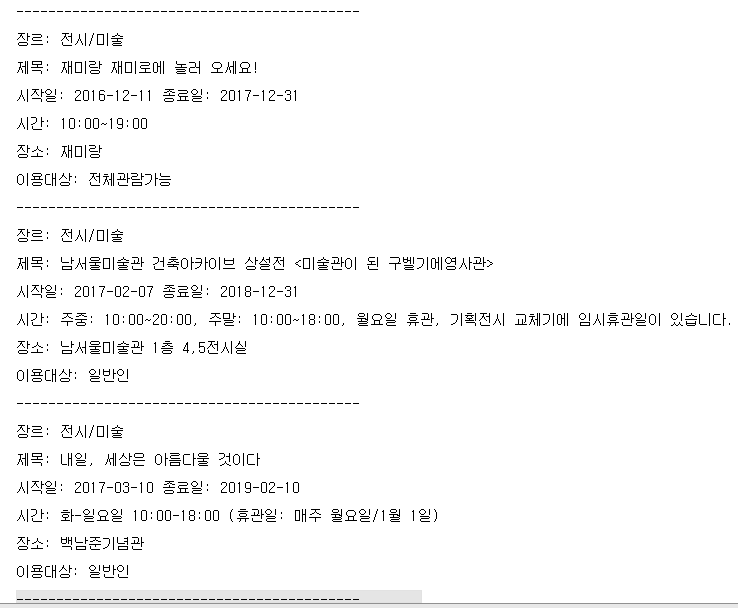 -------------------------------------------
장르: 전시/미술
제목: 재미랑 재미로에 놀러 오세요!
시작일: 2016-12-11 종료일: 2017-12-31
시간: 10:00~19:00
장소: 재미랑
이용대상: 전체관람가능
-------------------------------------------
장르: 전시/미술
제목: 남서울미술관 건축아카이브 상설전 <미술관이 된 구벨기에영사관>
시작일: 2017-02-07 종료일: 2018-12-31
시간: 주중: 10:00~20:00, 주말: 10:00~18:00, 월요일 휴관, 기획전시 교체기에 임시휴관일이 있습니다.
장소: 남서울미술관 1층 4,5전시실
이용대상: 일반인
-------------------------------------------
장르: 전시/미술
제목: 내일, 세상은 아름다울 것이다
시작일: 2017-03-10 종료일: 2019-02-10
시간: 화-일요일 10:00-18:00 (휴관일: 매주 월요일/1월 1일)
장소: 백남준기념관
이용대상: 일반인
-------------------------------------------